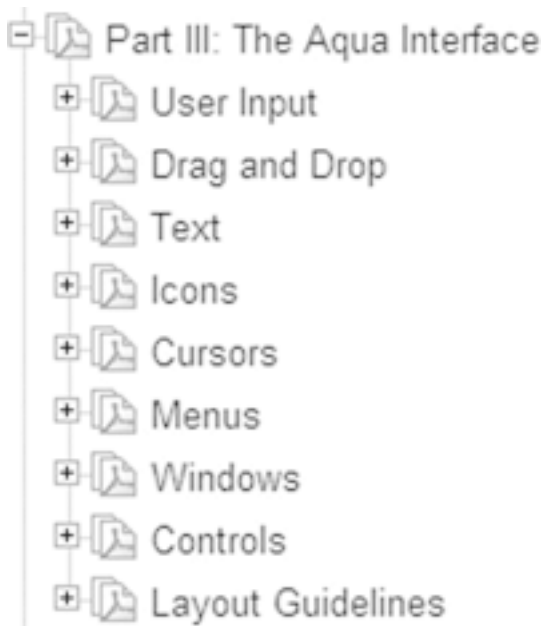 Part III: The Aqua Interface
User Input
Drag and Drop
Text
Icons
Cursors
Menus
Windows
Controls
Layout Guidelines